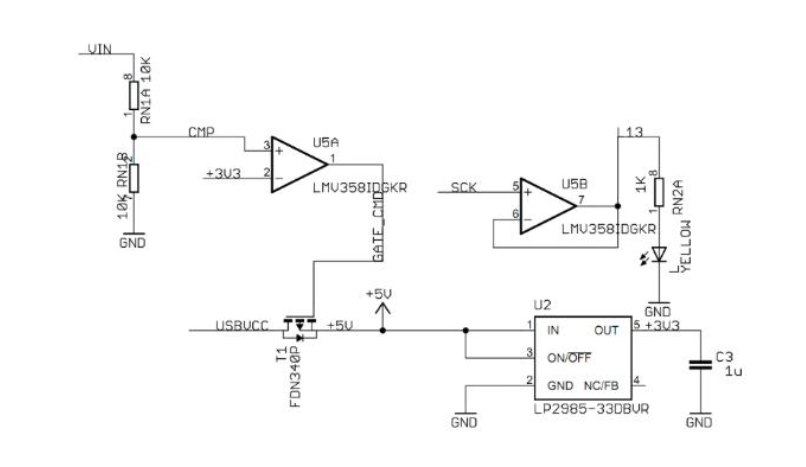 VIN
8
RN1A 10K
1
CMP
3
+
U5A
1
+3V3
2
-
LMV358IDGKR
2
10K RN1B
7
GND
GATE_CMD
L13
SCK
5
+
U5B
7
6
-
LMV358IDGKR
1K
8
RN2A
1
L
YELLOW
GND
+5V
USBVCC
+5V
T1
FDN340P
U2
1
IN
OUT
5
+3V3
3
ON/OFF
2
GND
NC/FB
4
LP2985-33DBVR
GND
C3
1u
GND